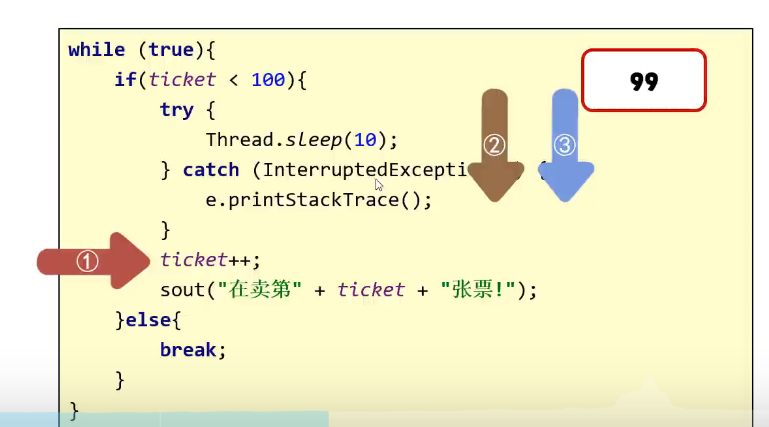 while (true){
if(ticket < 100){
99
try {
Thread.sleep(10);
② ③
} catch (InterruptedExcepti
e.printStackTrace();
}
① ticket++;
sout("在卖第" + ticket + "张票!");
}else{
break;
}
}